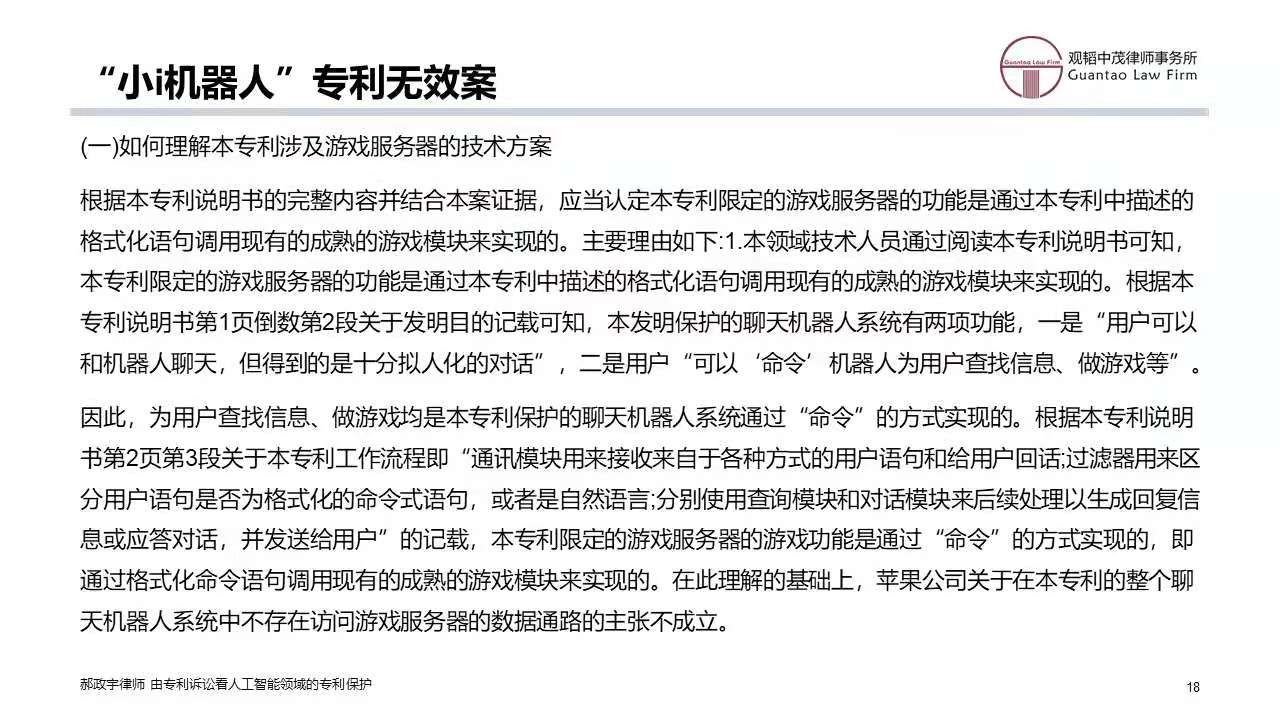 “小i机器人”专利无效案
Guantao Law Firm
观韬中茂律师事务所
Guantao Law Firm
(一)如何理解本专利涉及游戏服务器的技术方案
根据本专利说明书的完整内容并结合本案证据，应当认定本专利限定的游戏服务器的功能是通过本专利中描述的
格式化语句调用现有的成熟的游戏模块来实现的。主要理由如下:1.本领域技术人员通过阅读本专利说明书可知，
本专利限定的游戏服务器的功能是通过本专利中描述的格式化语句调用现有的成熟的游戏模块来实现的。根据本
专利说明书第1页倒数第2段关于发明目的记载可知，本发明保护的聊天机器人系统有两项功能，一是“用户可以
和机器人聊天，但得到的是十分拟人化的对话”，二是用户“可以‘命令’机器人为用户查找信息、做游戏等”。
因此，为用户查找信息、做游戏均是本专利保护的聊天机器人系统通过“命令”的方式实现的。根据本专利说明
书第2页第3段关于本专利工作流程即“通讯模块用来接收来自于各种方式的用户语句和给用户回话;过滤器用来区
分用户语句是否为格式化的命令式语句，或者是自然语言;分别使用查询模块和对话模块来后续处理以生成回复信
息或应答对话，并发送给用户”的记载，本专利限定的游戏服务器的游戏功能是通过“命令”的方式实现的，即
通过格式化命令语句调用现有的成熟的游戏模块来实现的。在此理解的基础上，苹果公司关于在本专利的整个聊
天机器人系统中不存在访问游戏服务器的数据通路的主张不成立。
郝政宇律师 由专利诉讼看人工智能领域的专利保护
18